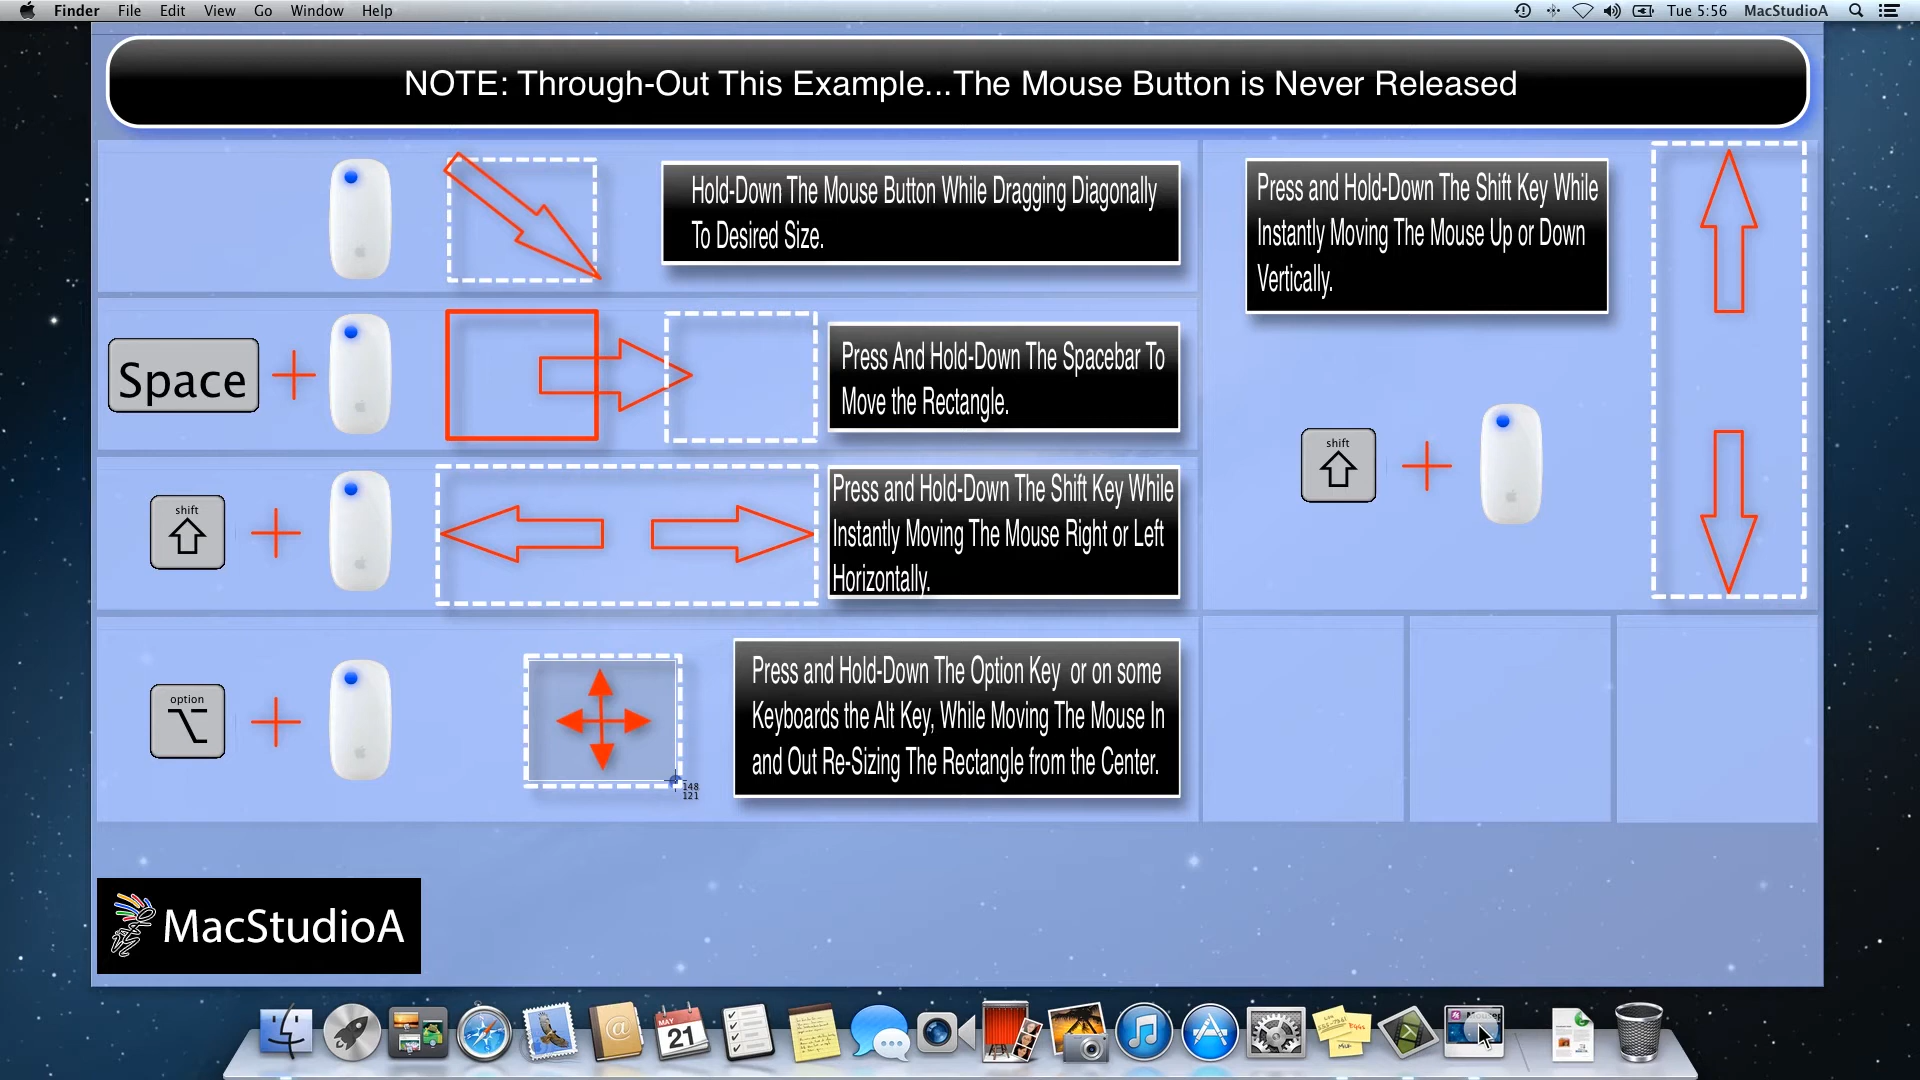 Finder File Edit View Go Window Help Tue 5:56 MacStudioA
NOTE: Through-Out This Example...The Mouse Button is Never Released
Hold-Down The Mouse Button While Dragging Diagonally
To Desired Size.
Press and Hold-Down The Shift Key While
Instantly Moving The Mouse Up or Down
Vertically.
Space
Press And Hold-Down The Spacebar To
Move the Rectangle.
shift
shift
Press and Hold-Down The Shift Key While
Instantly Moving The Mouse Right or Left
Horizontally.
option
Press and Hold-Down The Option Key or on some
Keyboards the Alt Key, While Moving The Mouse In
and Out Re-Sizing The Rectangle from the Center.
148
121
MacStudioA
MAY
21